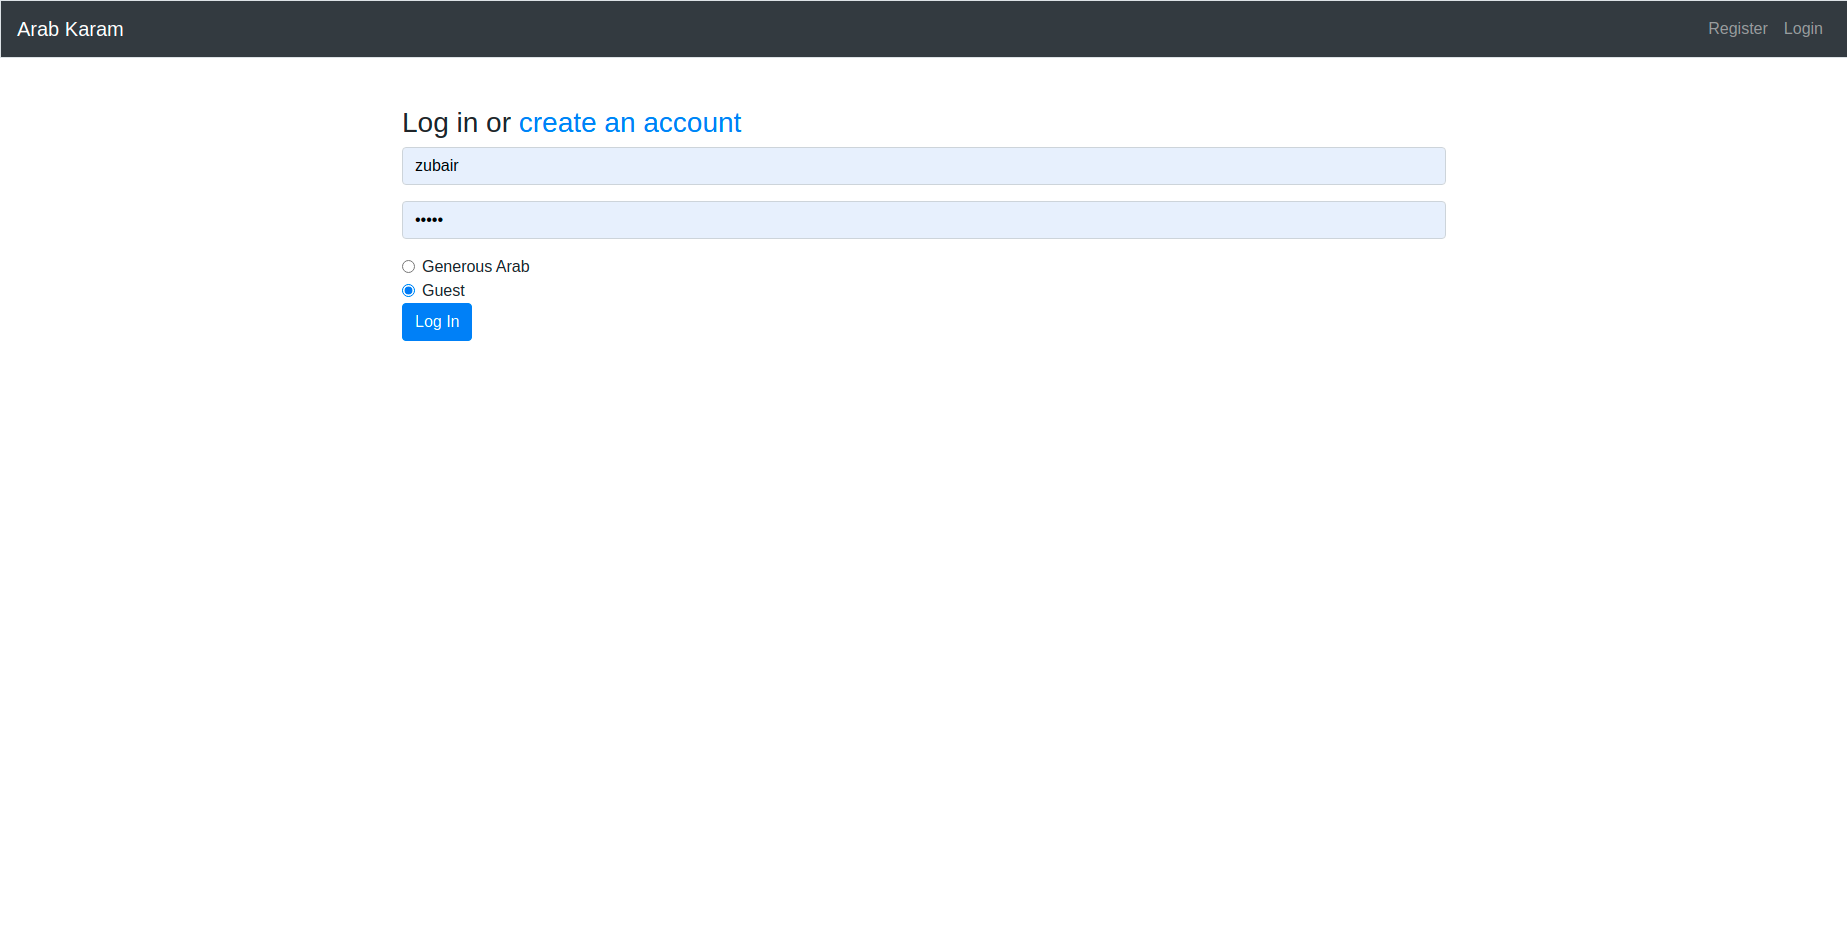 Arab Karam
Register Login
Log in or create an account
zubair
•••••
Generous Arab
Guest
Log In